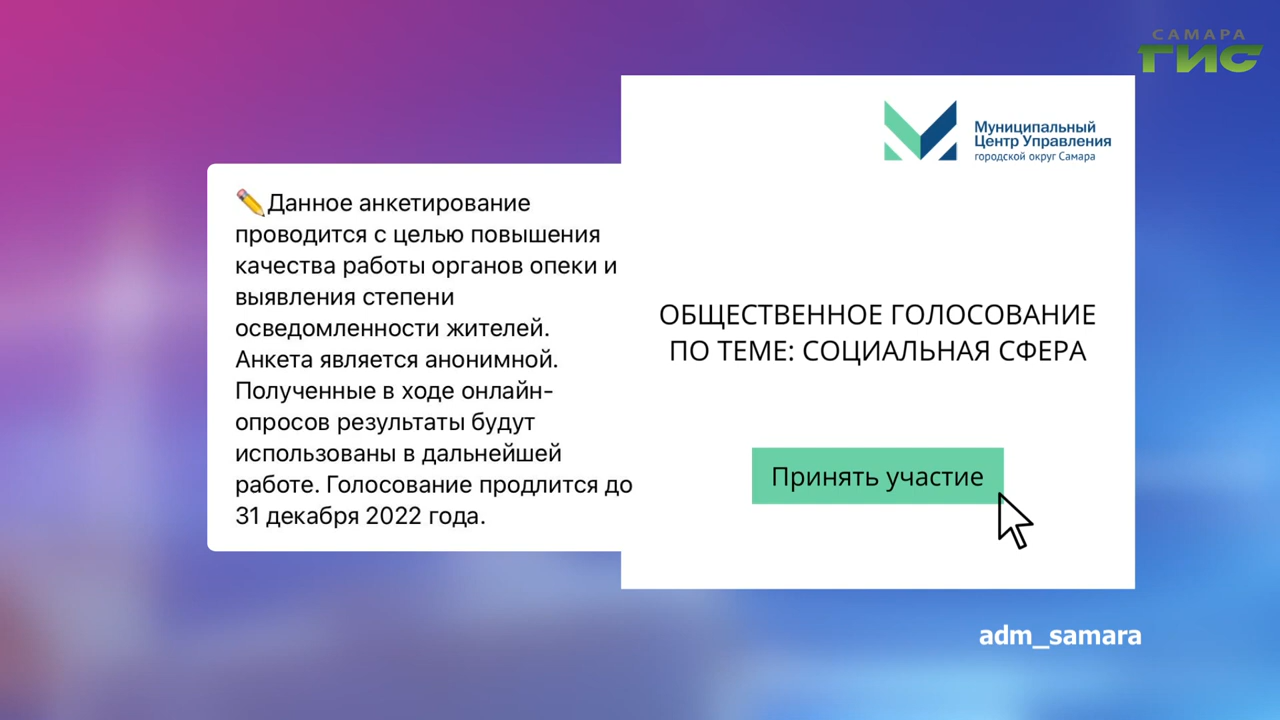 САМАРА
ГИС
Муниципальный
Центр Управления
городской округ Самара
Данное анкетирование
проводится с целью повышения
качества работы органов опеки и
выявления степени
осведомленности жителей.
Анкета является анонимной.
Полученные в ходе онлайн-
опросов результаты будут
использованы в дальнейшей
работе. Голосование продлится до
31 декабря 2022 года.
ОБЩЕСТВЕННОЕ ГОЛОСОВАНИЕ
ПО ТЕМЕ: СОЦИАЛЬНАЯ СФЕРА
Принять участие
adm_samara